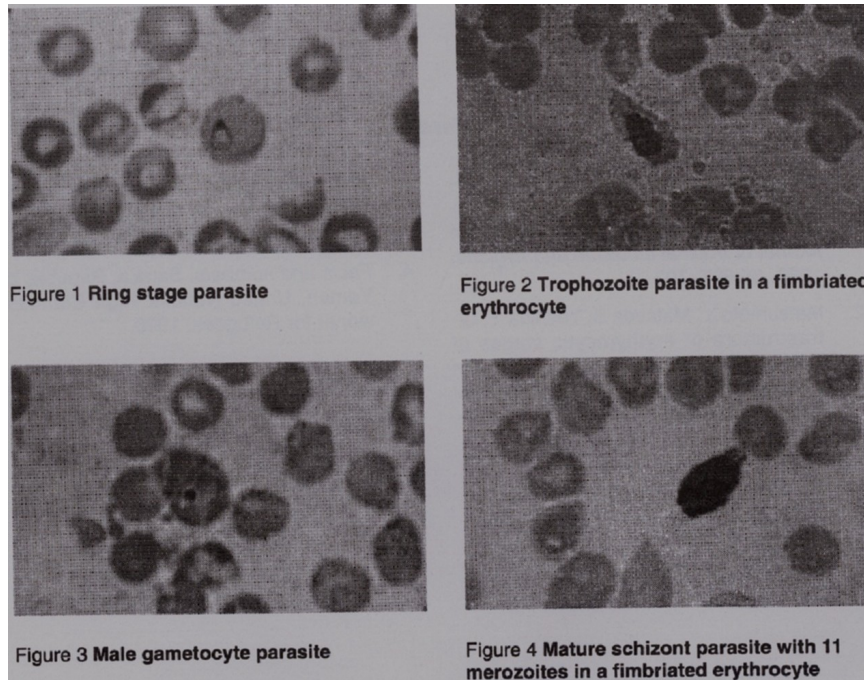 Figure 1 Ring stage parasite
Figure 2 Trophozoite parasite in a fimbriated
erythrocyte
Figure 3 Male gametocyte parasite
Figure 4 Mature schizont parasite with 11
merozoites in a fimbriated erythrocyte